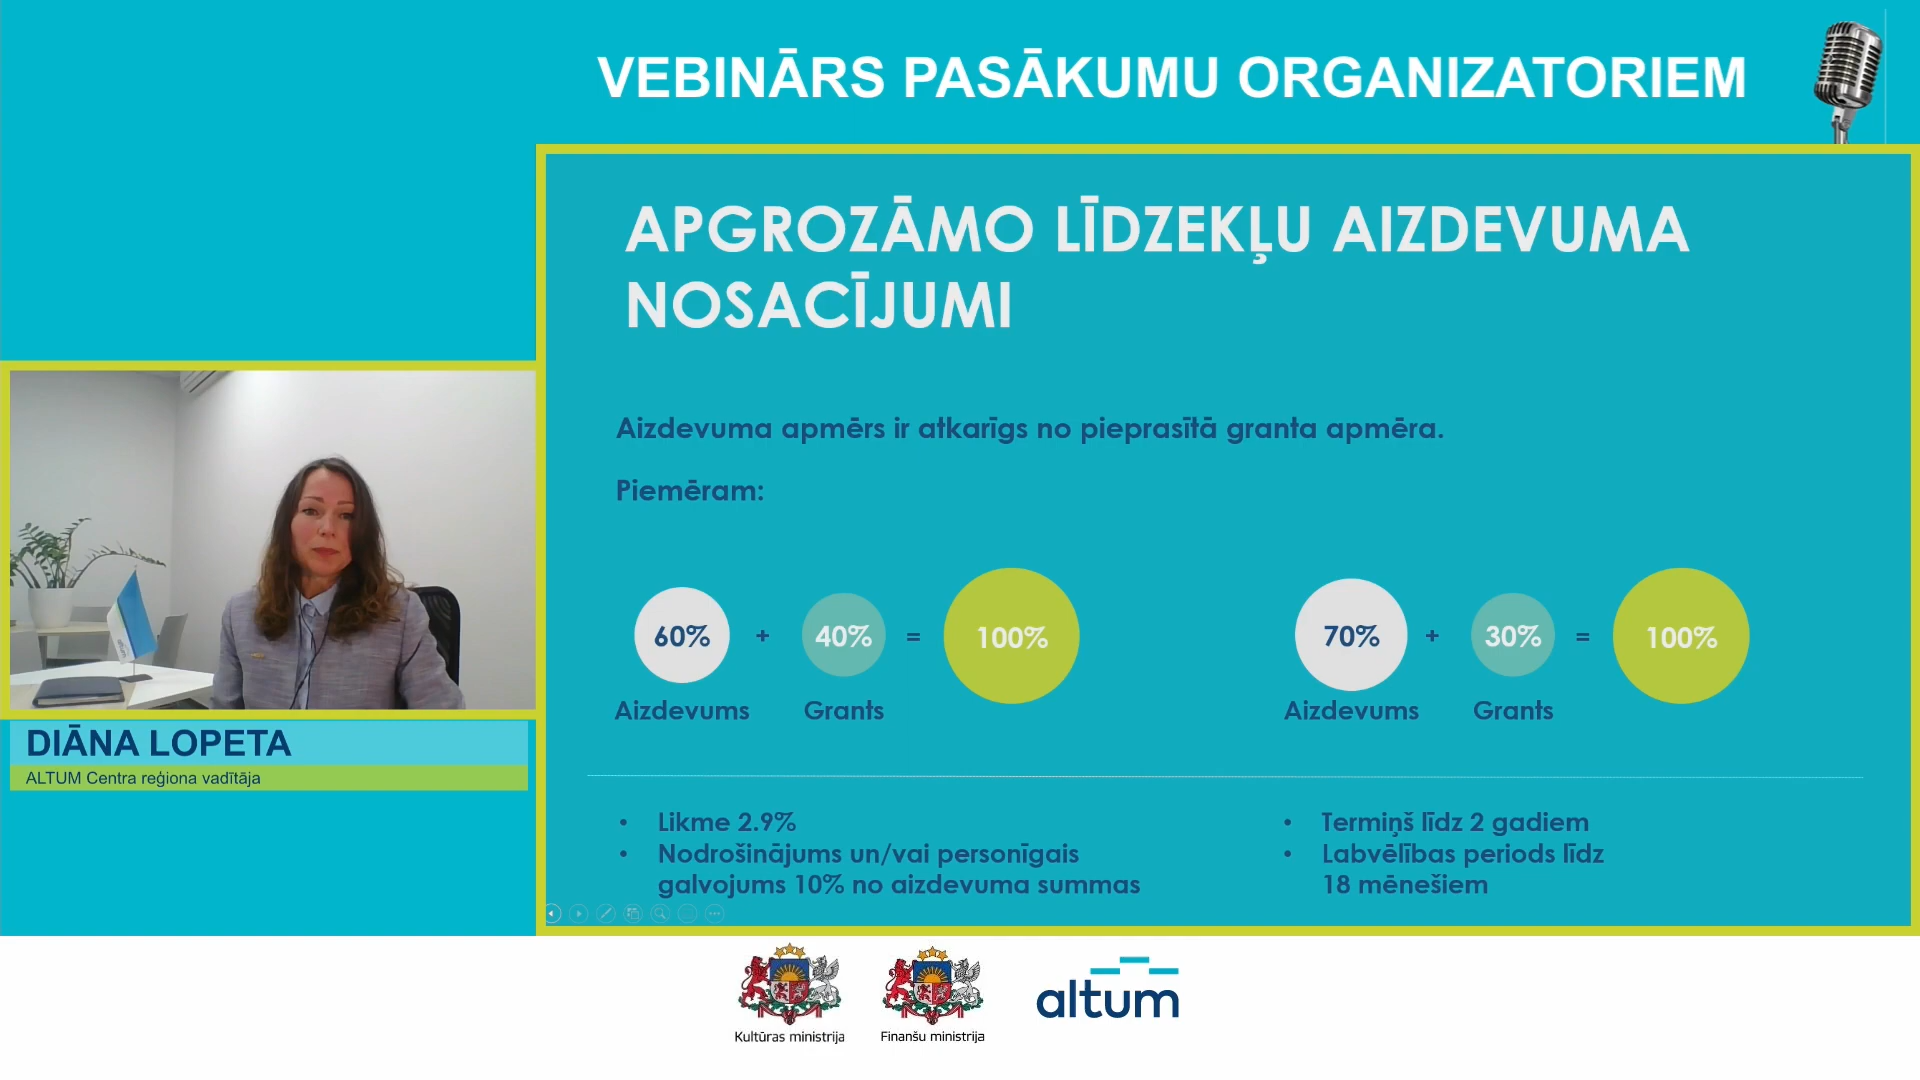 VEBINĀRS PASĀKUMU ORGANIZATORIEM
APGROZĀMO LĪDZEKĻU AIZDEVUMA
NOSACĪJUMI
Aizdevuma apmērs ir atkarīgs no pieprasītā granta apmēra.
Piemēram:
60% + 40% = 100%
Aizdevums Grants
70% + 30% = 100%
Aizdevums Grants
• Likme 2.9%
• Nodrošinājums un/vai personīgais
galvojums 10% no aizdevuma summas
• Termiņš līdz 2 gadiem
• Labvēlības periods līdz
18 mēnešiem
DIĀNA LOPETA
ALTUM Centra reģiona vadītāja
Kultūras ministrija
Finanšu ministrija
altum